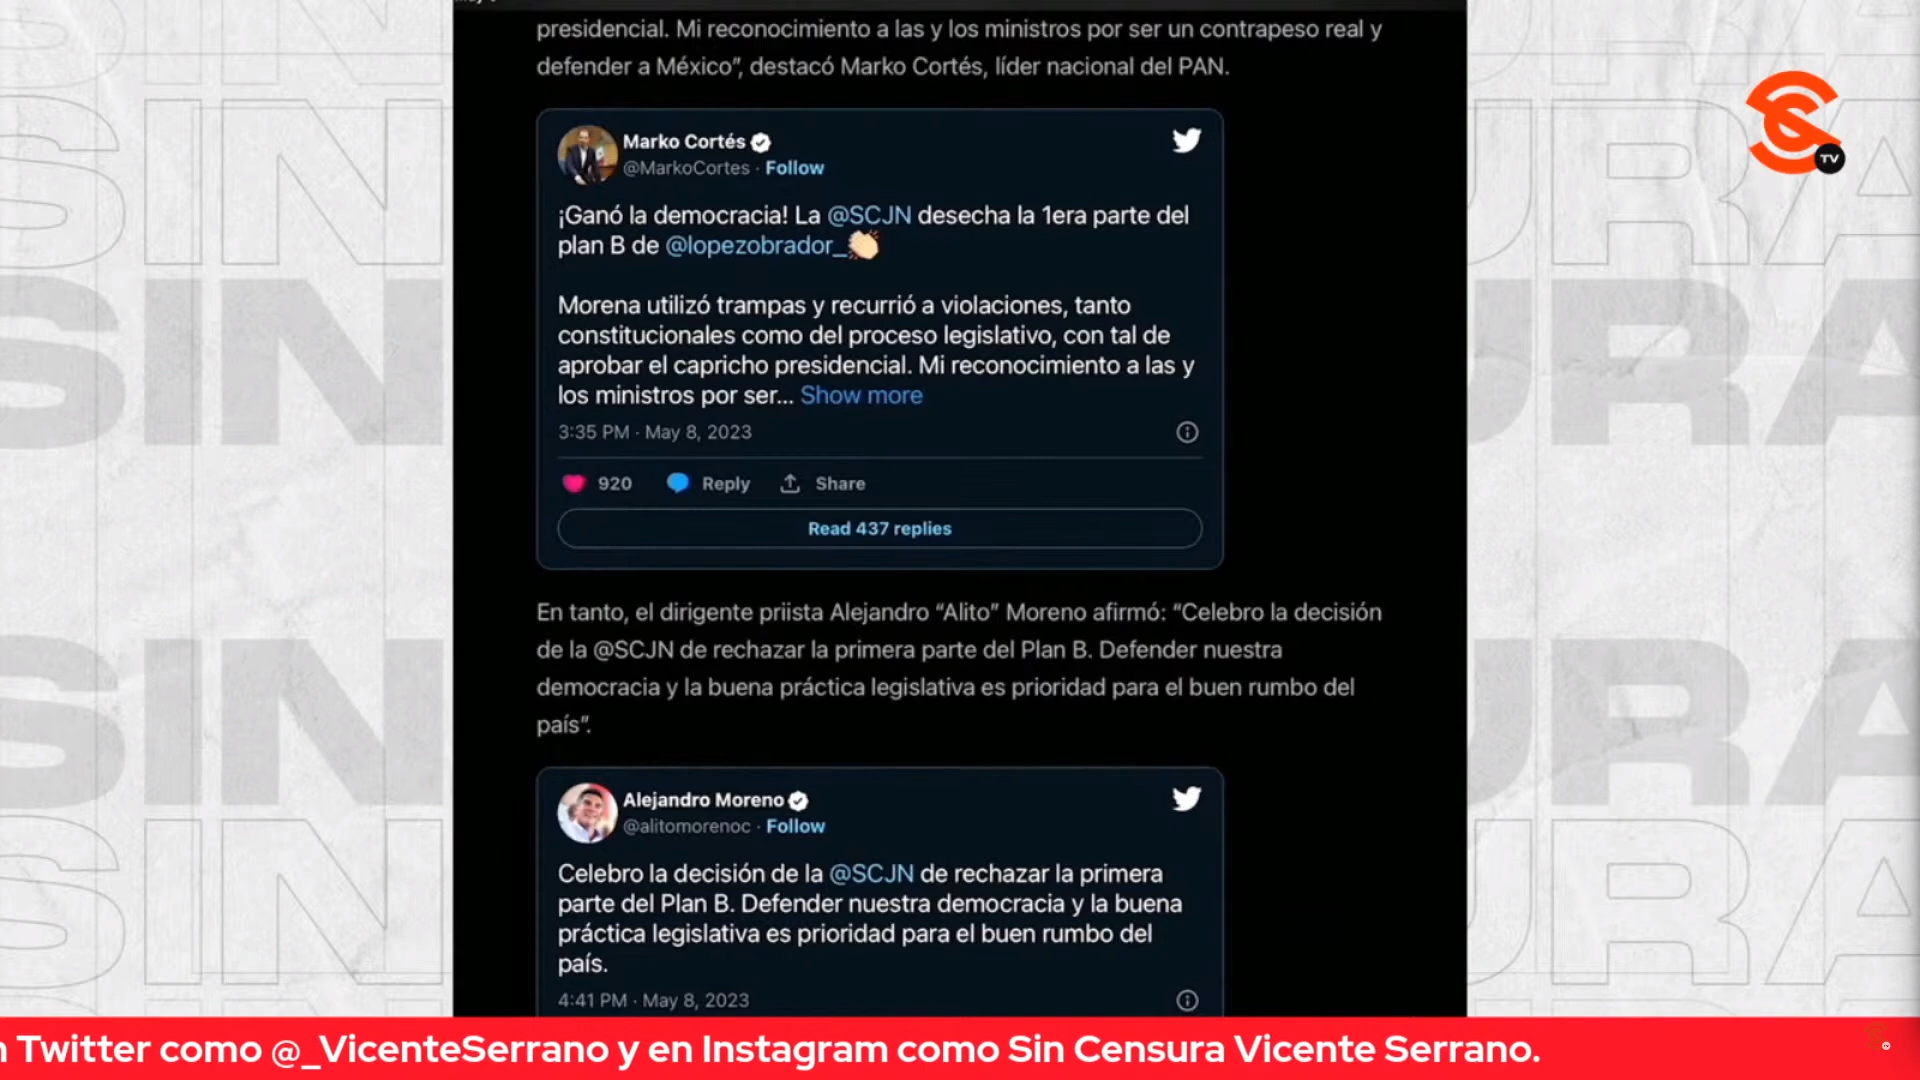 presidencial. Mi reconocimiento a las y los ministros por ser un contrapeso real y
defender a México”, destacó Marko Cortés, líder nacional del PAN.
Marko Cortés
@MarkoCortes · Follow
¡Ganó la democracia! La @SCJN desecha la 1era parte del
plan B de @lopezobrador_👏🏻
Morena utilizó trampas y recurrió a violaciones, tanto
constitucionales como del proceso legislativo, con tal de
aprobar el capricho presidencial. Mi reconocimiento a las y
los ministros por ser... Show more
3:35 PM · May 8, 2023
920 Reply Share
Read 437 replies
En tanto, el dirigente priista Alejandro “Alito” Moreno afirmó: “Celebro la decisión
de la @SCJN de rechazar la primera parte del Plan B. Defender nuestra
democracia y la buena práctica legislativa es prioridad para el buen rumbo del
país”.
Alejandro Moreno
@alitomorenoc · Follow
Celebro la decisión de la @SCJN de rechazar la primera
parte del Plan B. Defender nuestra democracia y la buena
práctica legislativa es prioridad para el buen rumbo del
país.
4:41 PM · May 8, 2023
TV
SIN
SIN
SIN
SIN
URA
URA
URA
URA
Twitter como @_VicenteSerrano y en Instagram como Sin Censura Vicente Serrano.